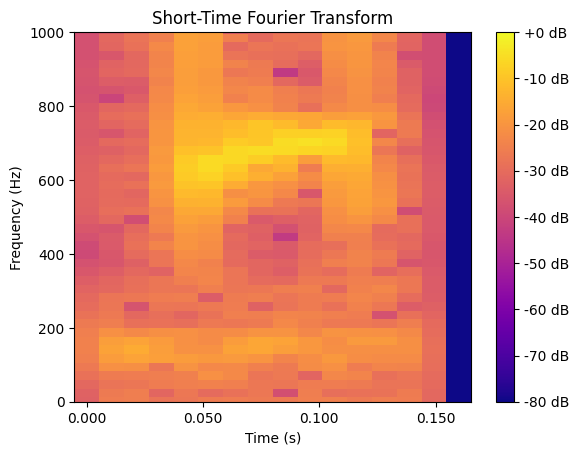 Short-Time Fourier Transform
1000
800
600
400
200
0
Frequency (Hz)
0.000
0.050
0.100
0.150
Time (s)
+0 dB
-10 dB
-20 dB
-30 dB
-40 dB
-50 dB
-60 dB
-70 dB
-80 dB